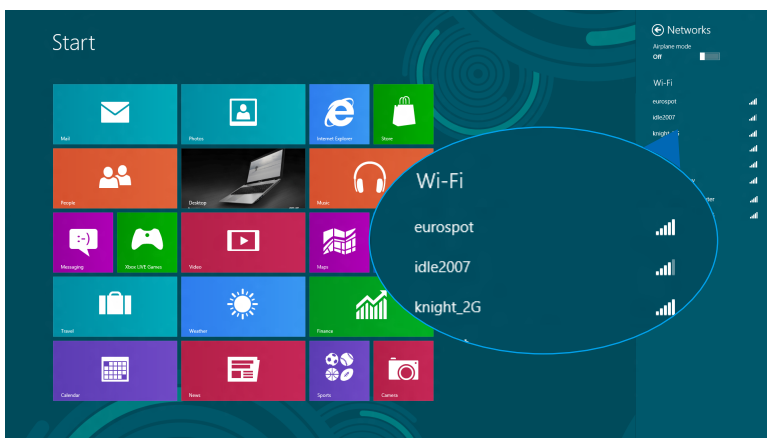 Start
Mail
Photos
Internet Explorer
Store
People
Desktop
Music
Messaging
Xbox LIVE Games
Video
Maps
Travel
Weather
Finance
Calendar
News
Sports
Camera
Networks
Airplane mode
Off
Wi-Fi
eurospot
idle2007
Wi-Fi
eurospot
idle2007
knight_2G